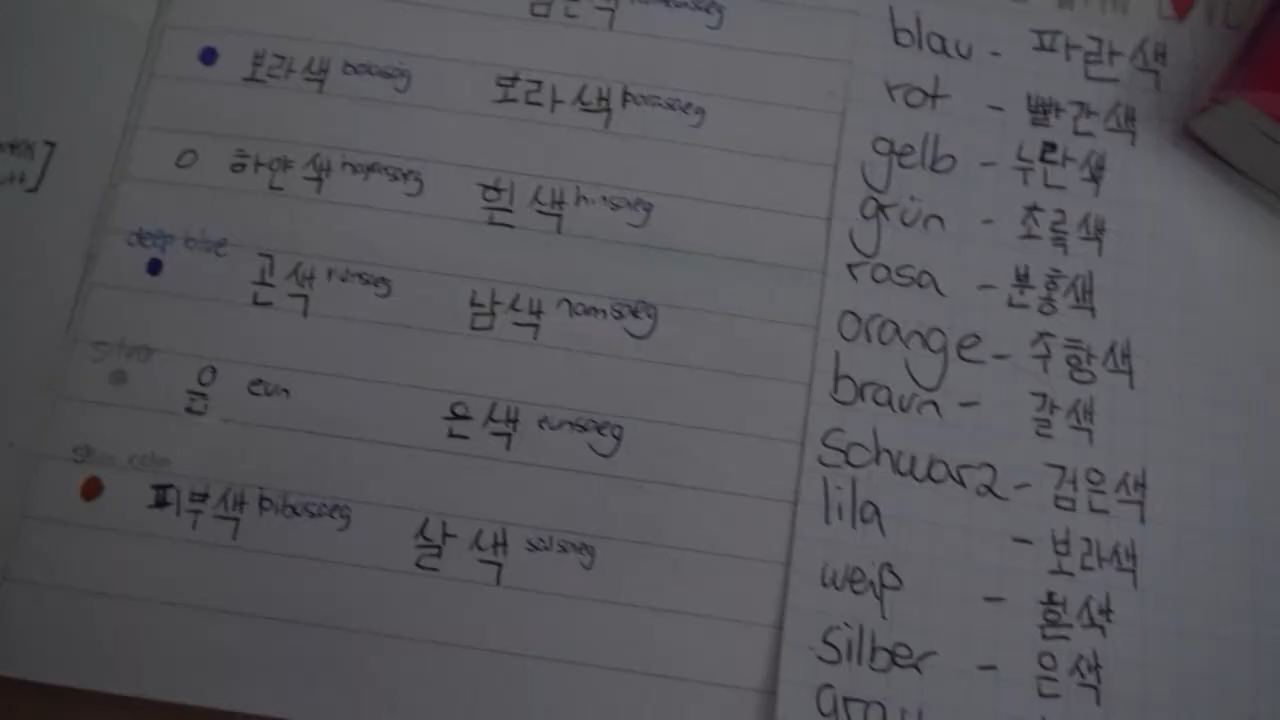 보라색 borasaeg 보라색 borasaeg
하얀색 hayansaeg 흰색 hinsaeg
deep blue
곤색 konsaeg 남색 namsaeg
silver
은 eun 은색 eunsaeg
피부색 pibusaeg 살색 salsaeg
blau - 파란색
rot - 빨간색
gelb - 누란색
grün - 초록색
rosa - 분홍색
orange - 주황색
braun - 갈색
schwarz - 검은색
lila - 보라색
weiß - 흰색
Silber - 은색